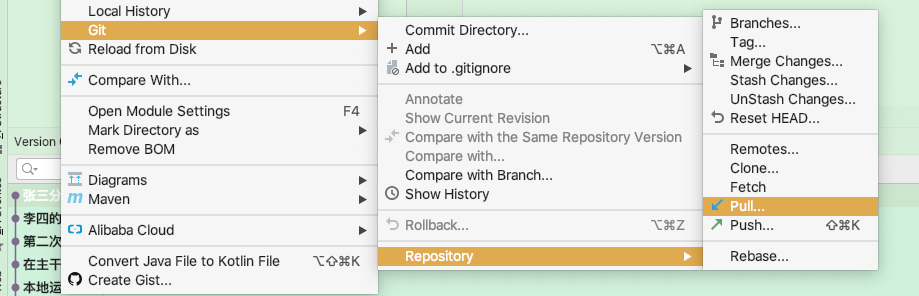 Local History
Git
Reload from Disk
Compare With...
Open Module Settings F4
Mark Directory as
Remove BOM
Diagrams
Maven
Alibaba Cloud
Convert Java File to Kotlin File ⌥⇧⌘K
Create Gist...
Commit Directory...
Add ⌥⌘A
Add to .gitignore
Annotate
Show Current Revision
Compare with the Same Repository Version
Compare with...
Compare with Branch...
Show History
Rollback... ⌥⌘Z
Repository
Branches...
Tag...
Merge Changes...
Stash Changes...
UnStash Changes...
Reset HEAD...
Remotes...
Clone...
Fetch
Pull...
Push... ⇧⌘K
Rebase...
Version
张三分
李四的
第二次
在主干
本地运